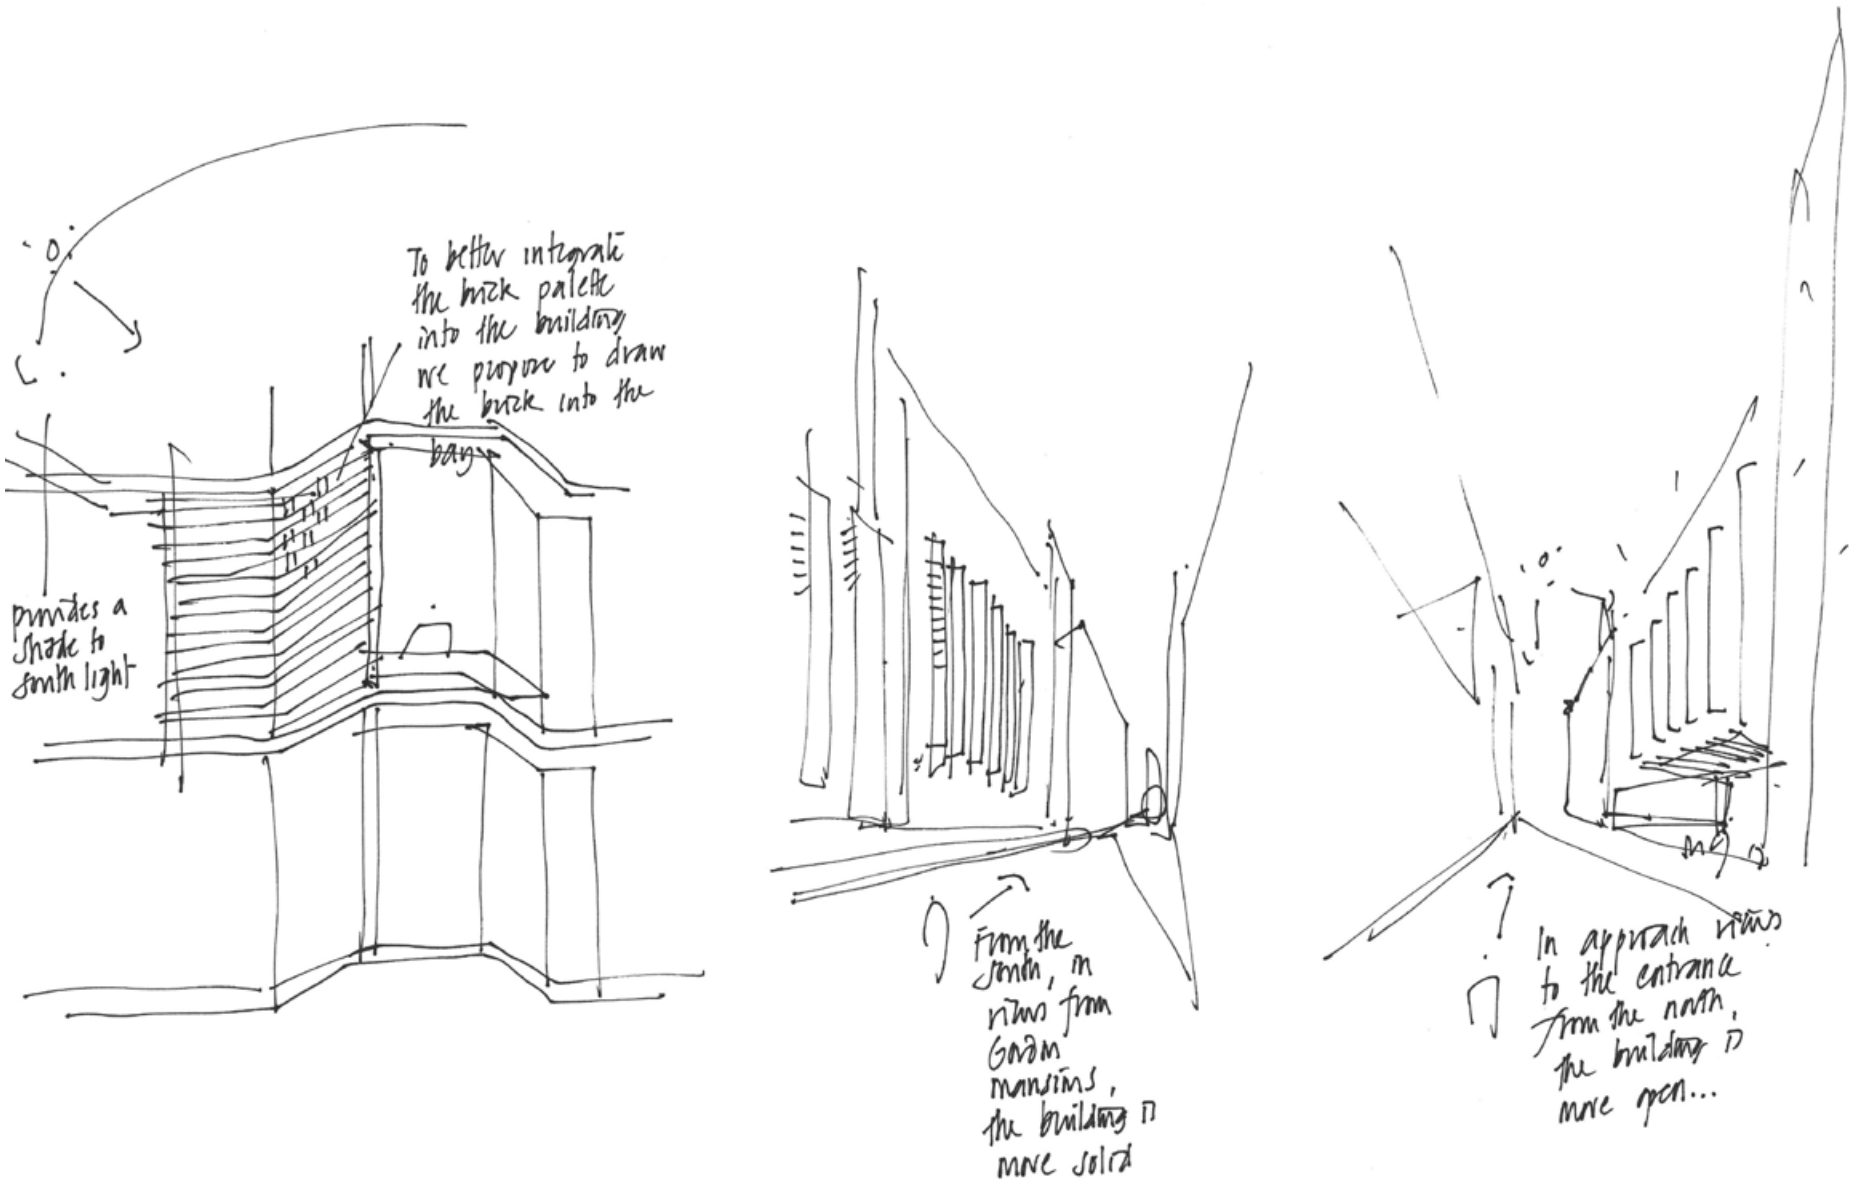 To better integrate
the brick palette
into the building
we propose to draw
the brick into the
bay
provides a
shade to
south light
From the
south, in
views from
Gordon
mansions,
the building is
more solid
In approach views
to the entrance
from the north,
the building is
more open...